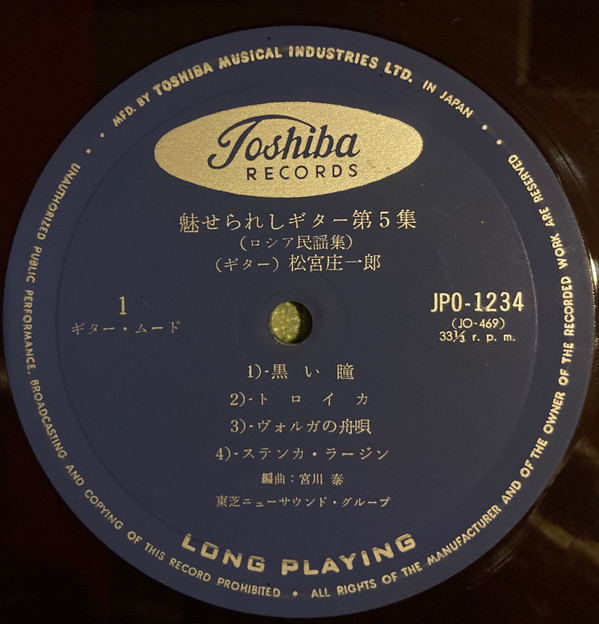 MFD. BY TOSHIBA MUSICAL INDUSTRIES LTD. IN JAPAN
Toshiba
RECORDS
魅せられしギター第5集
(ロシア民謡集)
(ギター) 松宮庄一郎
1
ギター・ムード
JPO-1234
(JO-469)
33⅓ r. p. m.
1)-黒い瞳
2)-トロイカ
3)-ヴォルガの舟唄
4)-ステンカ・ラージン
編曲:宮川 泰
東芝ニューサウンド・グループ
LONG PLAYING
UNAUTHORIZED PUBLIC PERFORMANCE, BROADCASTING AND COPYING OF THIS RECORD PROHIBITED • ALL RIGHTS OF THE MANUFACTURER AND OF THE OWNER OF THE RECORDED WORK ARE RESERVED